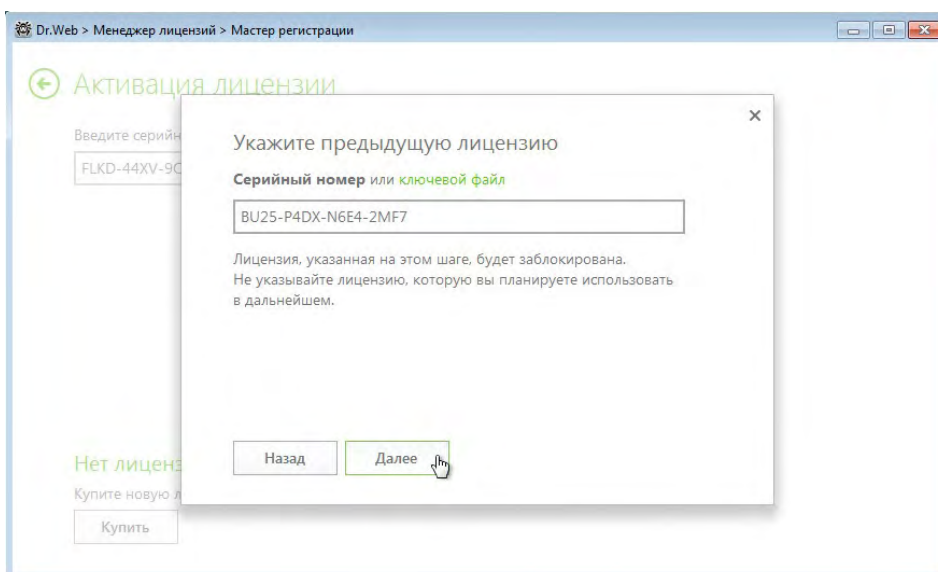 Dr.Web > Менеджер лицензий > Мастер регистрации
Активация лицензии
Введите
FLKD-44XV-9C
Укажите предыдущую лицензию
Серийный номер или ключевой файл
BU25-P4DX-N6E4-2MF7
Лицензия, указанная на этом шаге, будет заблокирована.
Не указывайте лицензию, которую вы планируете использовать
в дальнейшем.
Назад
Далее
Нет
Купите новую
Купить